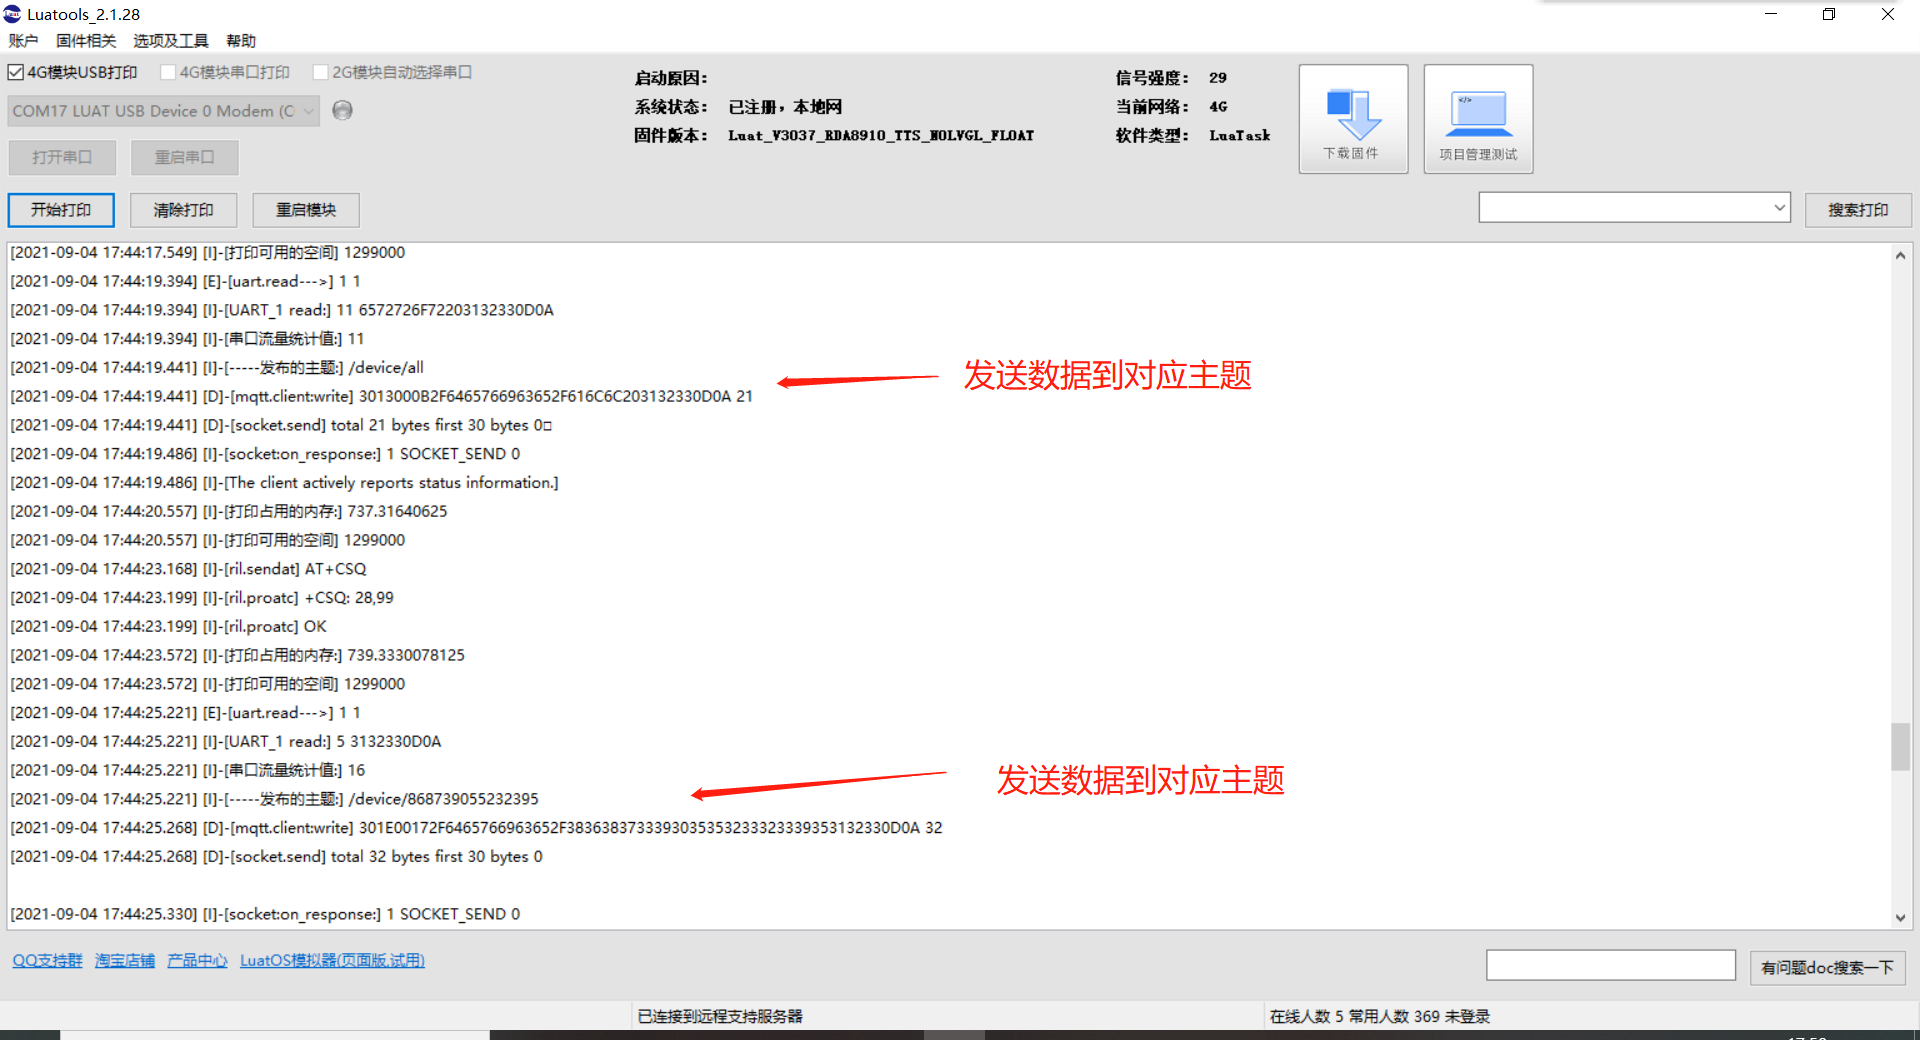 Luatools_2.1.28
账户 固件相关 选项及工具 帮助
4G模块USB打印 4G模块串口打印 2G模块自动选择串口
COM17 LUAT USB Device 0 Modem (C
打开串口 重启串口
开始打印 清除打印 重启模块
启动原因：
系统状态： 已注册，本地网
固件版本： Luat_V3037_RDA8910_TTS_NOLVGL_FLOAT
信号强度： 29
当前网络： 4G
软件类型： LuaTask
下载固件
项目管理测试
搜索打印
[2021-09-04 17:44:17.549] [I]-[打印可用的空间] 1299000
[2021-09-04 17:44:19.394] [E]-[uart.read--->] 1 1
[2021-09-04 17:44:19.394] [I]-[UART_1 read:] 11 6572726F72203132330D0A
[2021-09-04 17:44:19.394] [I]-[串口流量统计值:] 11
[2021-09-04 17:44:19.441] [I]-[-----发布的主题:] /device/all
发送数据到对应主题
[2021-09-04 17:44:19.441] [D]-[mqtt.client:write] 3013000B2F6465766963652F616C6C203132330D0A 21
[2021-09-04 17:44:19.441] [D]-[socket.send] total 21 bytes first 30 bytes 0□
[2021-09-04 17:44:19.486] [I]-[socket:on_response:] 1 SOCKET_SEND 0
[2021-09-04 17:44:19.486] [I]-[The client actively reports status information.]
[2021-09-04 17:44:20.557] [I]-[打印占用的内存:] 737.31640625
[2021-09-04 17:44:20.557] [I]-[打印可用的空间] 1299000
[2021-09-04 17:44:23.168] [I]-[ril.sendat] AT+CSQ
[2021-09-04 17:44:23.199] [I]-[ril.proatc] +CSQ: 28,99
[2021-09-04 17:44:23.199] [I]-[ril.proatc] OK
[2021-09-04 17:44:23.572] [I]-[打印占用的内存:] 739.3330078125
[2021-09-04 17:44:23.572] [I]-[打印可用的空间] 1299000
[2021-09-04 17:44:25.221] [E]-[uart.read--->] 1 1
[2021-09-04 17:44:25.221] [I]-[UART_1 read:] 5 3132330D0A
[2021-09-04 17:44:25.221] [I]-[串口流量统计值:] 16
发送数据到对应主题
[2021-09-04 17:44:25.221] [I]-[-----发布的主题:] /device/868739055232395
[2021-09-04 17:44:25.268] [D]-[mqtt.client:write] 301E00172F6465766963652F3836383733393035353233323339353132330D0A 32
[2021-09-04 17:44:25.268] [D]-[socket.send] total 32 bytes first 30 bytes 0
[2021-09-04 17:44:25.330] [I]-[socket:on_response:] 1 SOCKET_SEND 0
QQ支持群 淘宝店铺 产品中心 LuatOS模拟器(页面版,试用)
有问题doc搜索一下
已连接到远程支持服务器
在线人数 5 常用人数 369 未登录